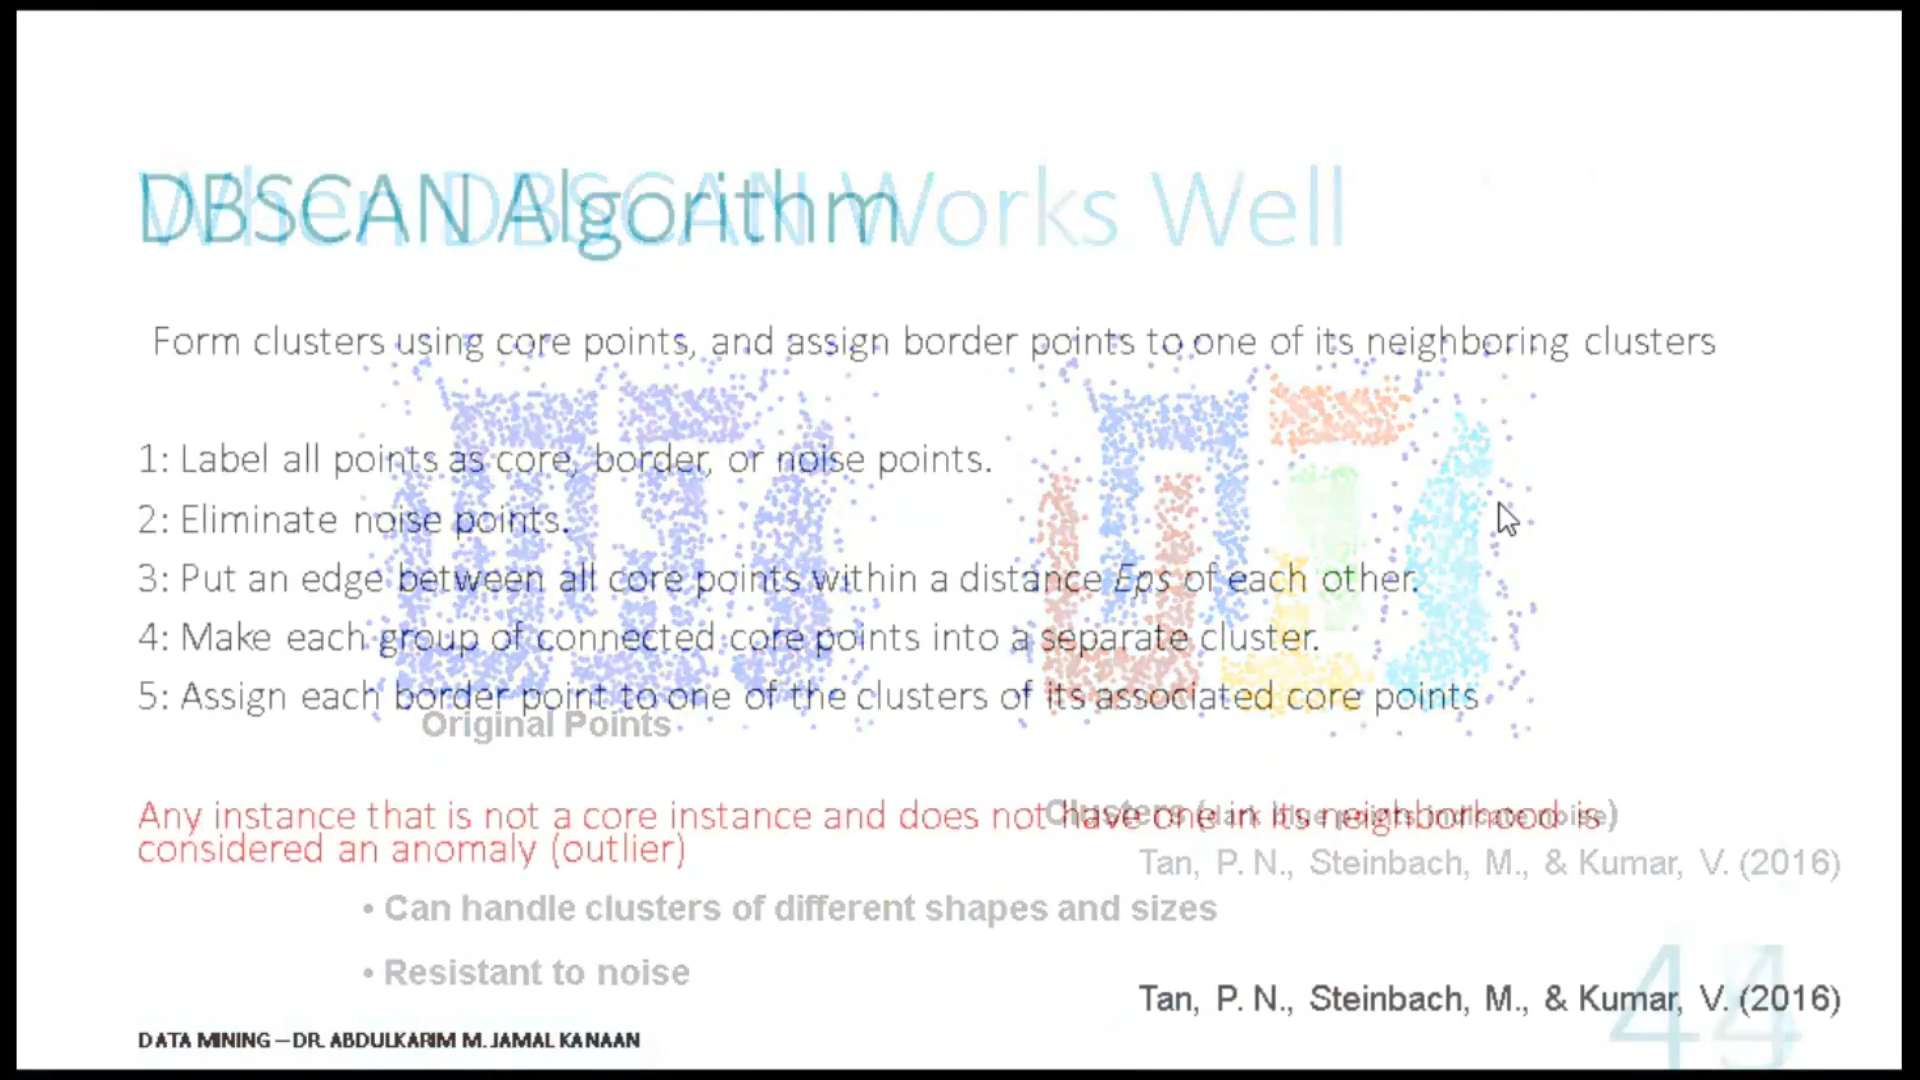 DBSCAN Algorithm
When DBSCAN Works Well
Form clusters using core points, and assign border points to one of its neighboring clusters
1: Label all points as core, border, or noise points.
2: Eliminate noise points.
3: Put an edge between all core points within a distance Eps of each other.
4: Make each group of connected core points into a separate cluster.
5: Assign each border point to one of the clusters of its associated core points
Original Points
Any instance that is not a core instance and does not have one in its neighborhood is
considered an anomaly (outlier)
Clusters (dark blue points indicate noise)
Tan, P. N., Steinbach, M., & Kumar, V. (2016)
• Can handle clusters of different shapes and sizes
• Resistant to noise
Tan, P. N., Steinbach, M., & Kumar, V. (2016)
DATA MINING – DR. ABDULKARIM M. JAMAL KANAAN